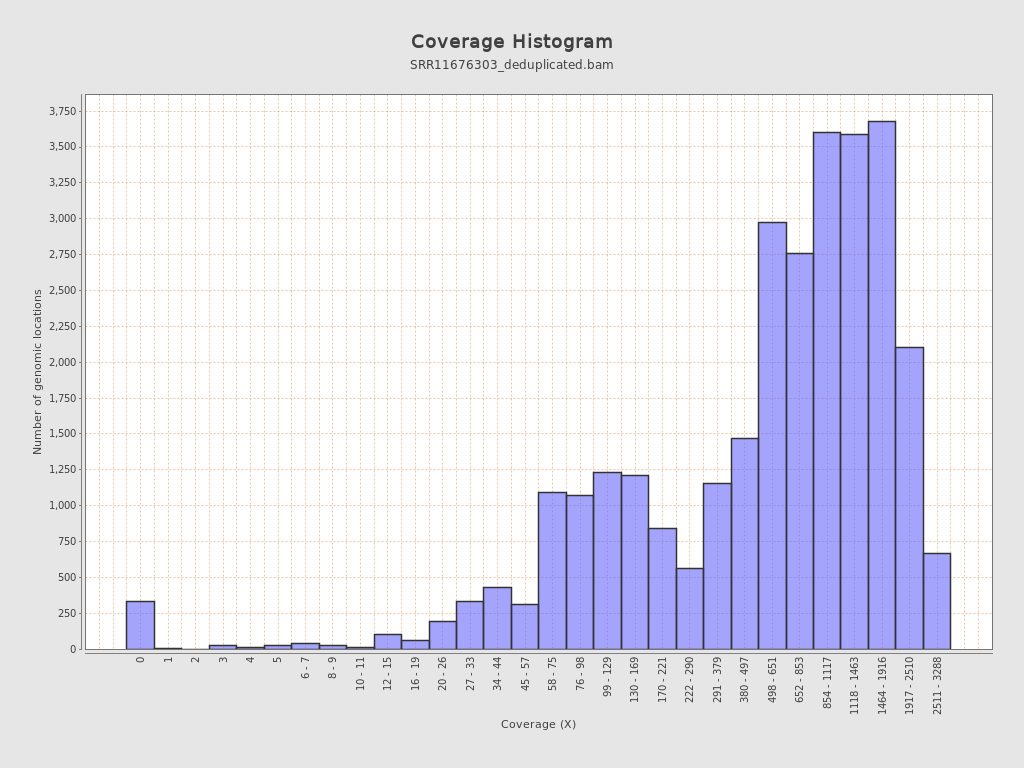 Coverage Histogram
SRR11676303_deduplicated.bam
Number of genomic locations
3,750
3,500
3,250
3,000
2,750
2,500
2,250
2,000
1,750
1,500
1,250
1,000
750
500
250
0
0
1
2
3
4
5
6 - 7
8 - 9
10 - 11
12 - 15
16 - 19
20 - 26
27 - 33
34 - 44
45 - 57
58 - 75
76 - 98
99 - 129
130 - 169
170 - 221
222 - 290
291 - 379
380 - 497
498 - 651
652 - 853
854 - 1117
1118 - 1463
1464 - 1916
1917 - 2510
2511 - 3288
Coverage (X)